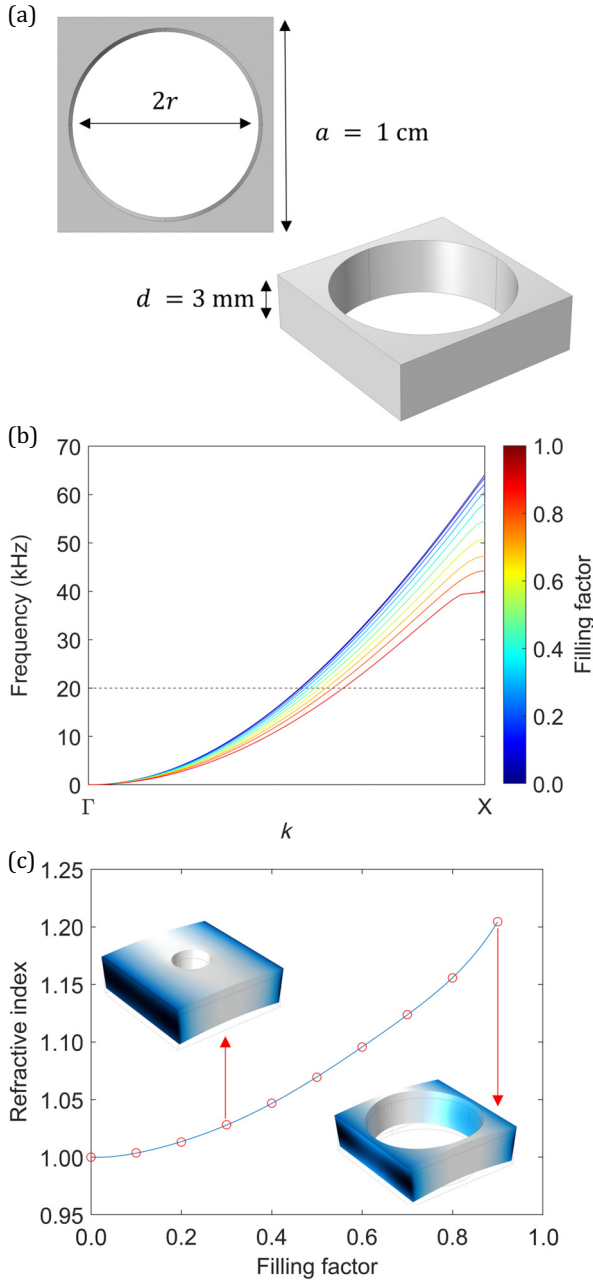 (a)
2r
a = 1 cm
d = 3 mm
(b)
70
60
50
40
30
20
10
0
Frequency (kHz)
Γ
X
k
1.0
0.8
0.6
0.4
0.2
0.0
Filling factor
(c)
1.25
1.20
1.15
1.10
1.05
1.00
0.95
Refractive index
0.0 0.2 0.4 0.6 0.8 1.0
Filling factor